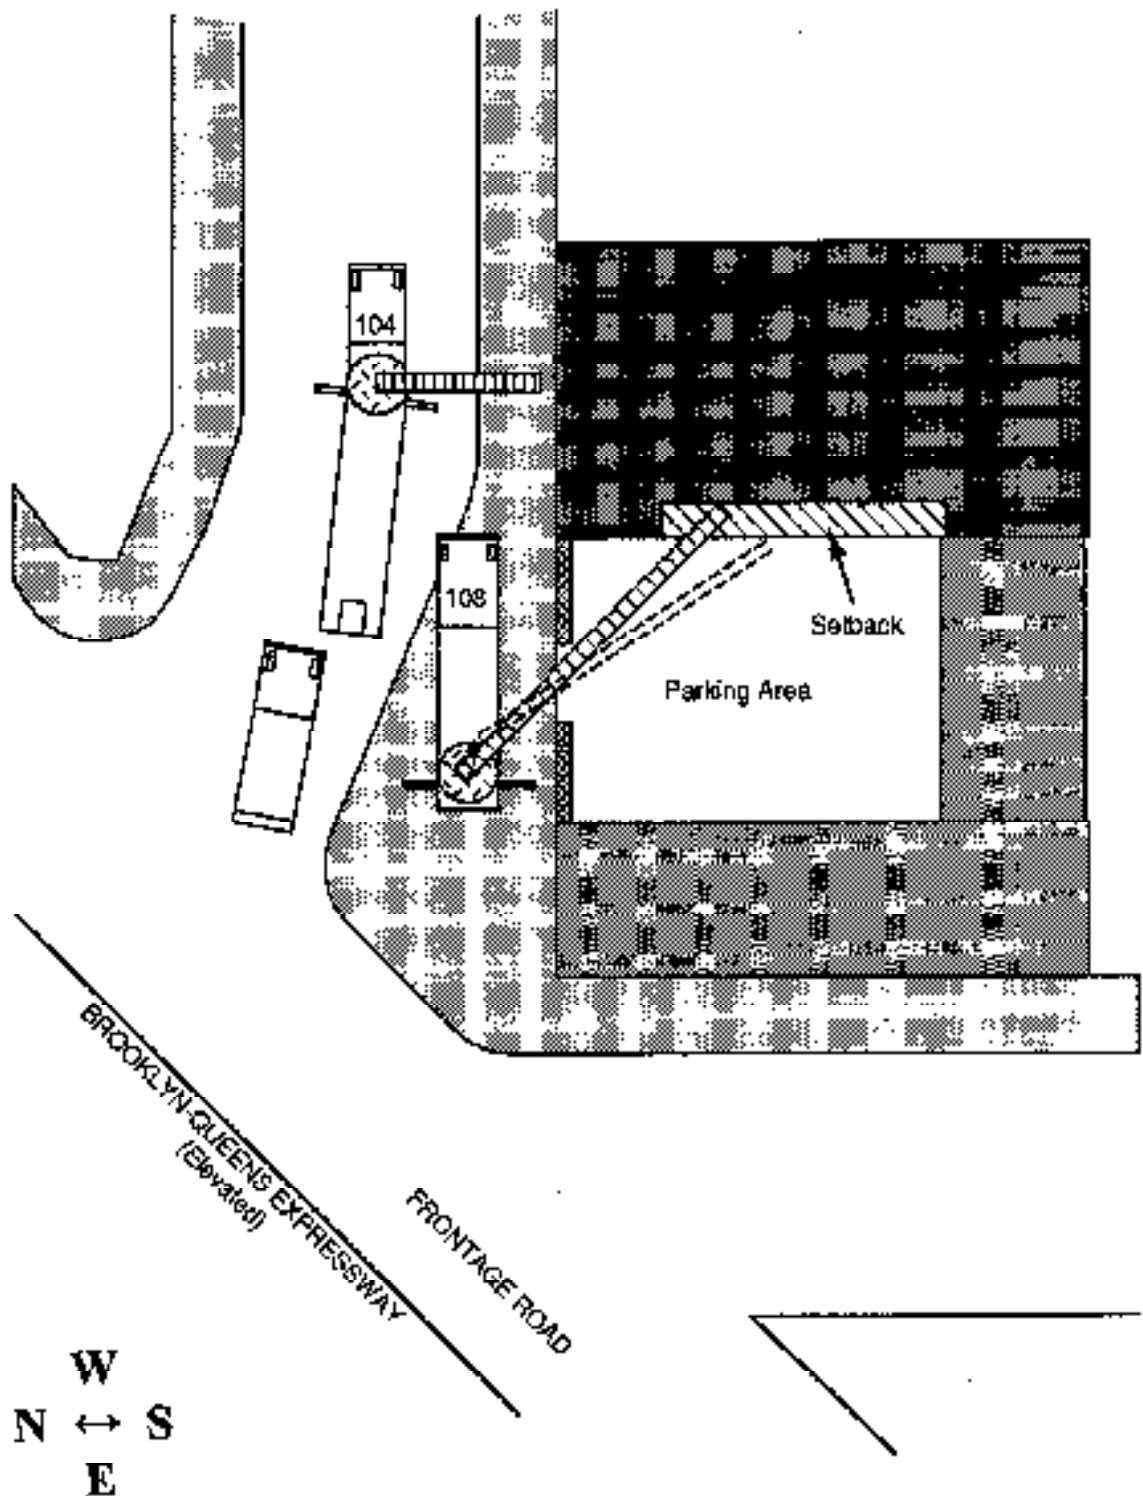 104
108
Setback
Parking Area
BROOKLYN-QUEENS EXPRESSWAY
(Elevated)
FRONTAGE ROAD
W
N ↔ S
E